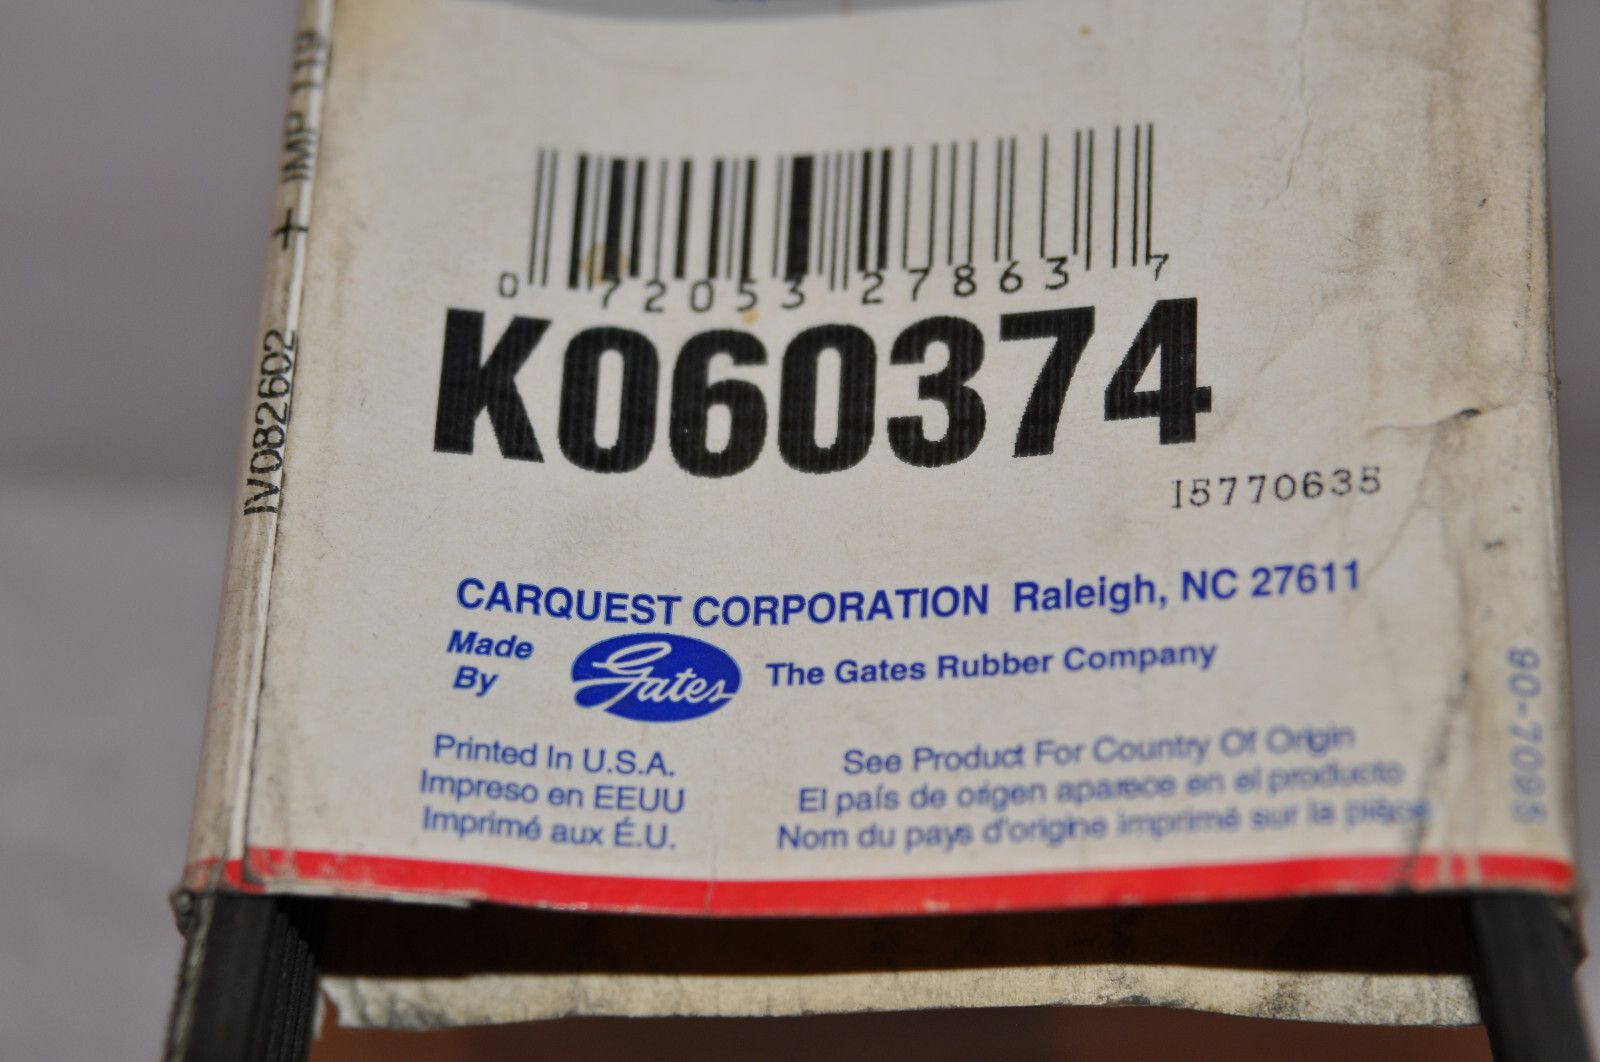 0 72053 27863 7
K060374
I5770635
CARQUEST CORPORATION Raleigh, NC 27611
Made
By
Gates
The Gates Rubber Company
Printed In U.S.A.
Impreso en EEUU
Imprimé aux É.U.
See Product For Country Of Origin
El país de origen aparece en el producto
Nom du pays d'origine imprimé sur la pièce
IV082602 + IMP 119
90-7095